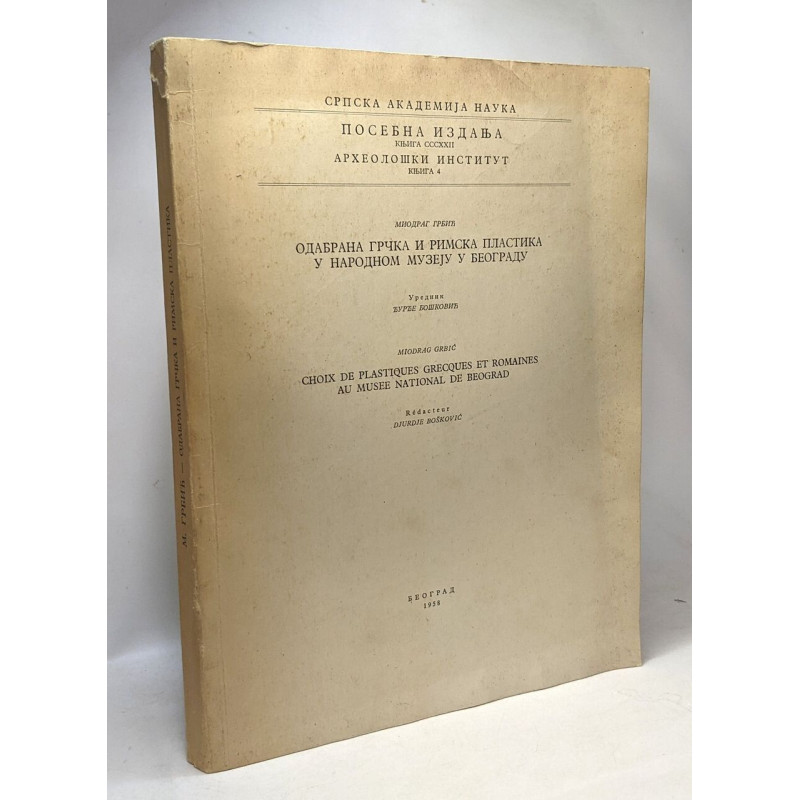 СРПСКА АКАДЕМИЈА НАУКА
ПОСЕБНА ИЗДАЊА
КЊИГА CCCXXII
АРХЕОЛОШКИ ИНСТИТУТ
КЊИГА 4
МИОДРАГ ГРБИЋ
ОДАБРАНА ГРЧКА И РИМСКА ПЛАСТИКА
У НАРОДНОМ МУЗЕЈУ У БЕОГРАДУ
Уредник
ЂУРЂЕ БОШКОВИЋ
MIODRAG GRBIĆ
CHOIX DE PLASTIQUES GRECQUES ET ROMAINES
AU MUSEE NATIONAL DE BEOGRAD
Rédacteur
DJURDJE BOŠKOVIĆ
БЕОГРАД
1958
М. ГРБИЋ — ОДАБРАНА ГРЧКА И РИМСКА ПЛАСТИКА